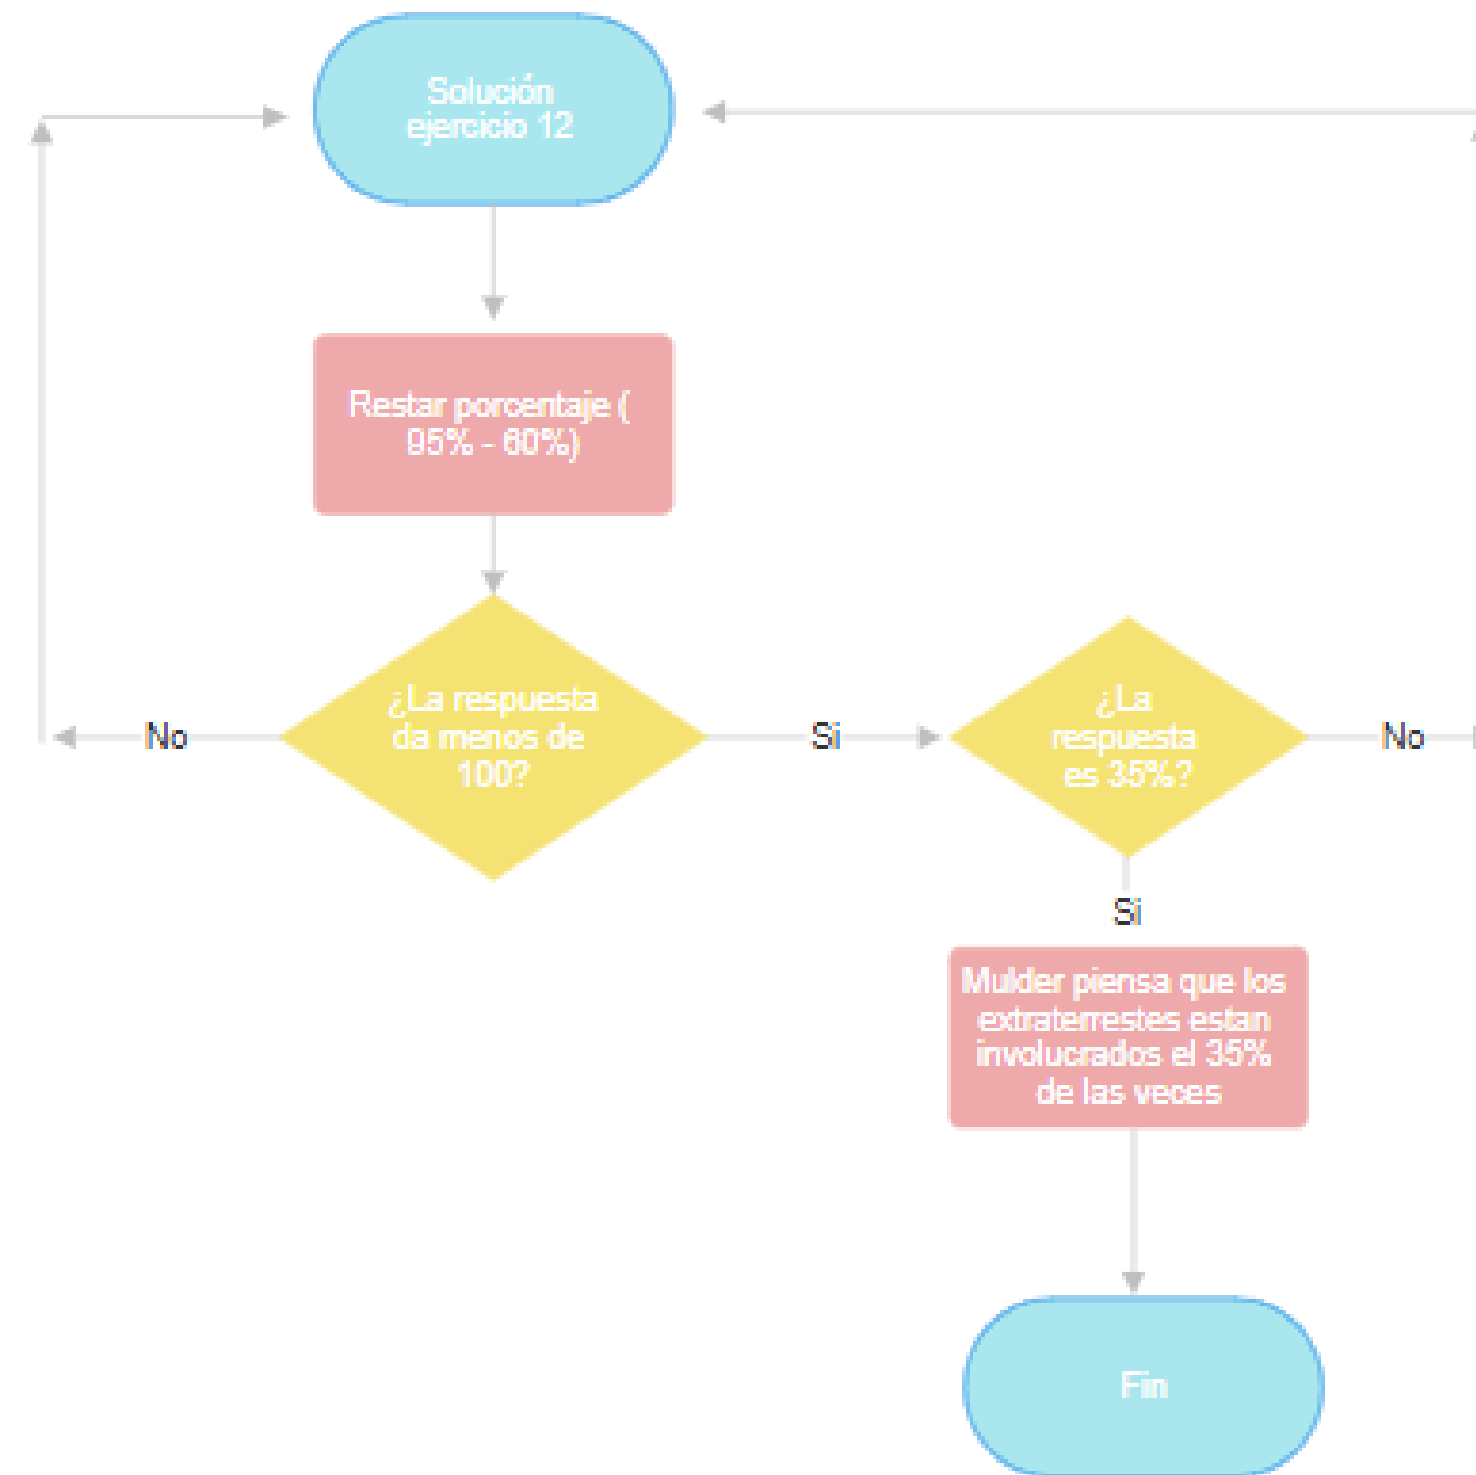 Solución
ejercicio 12
Restar porcentaje (
95% - 60%)
¿La respuesta
da menos de
100?
No
Si
¿La
respuesta
es 35%?
No
Si
Mulder piensa que los
extraterrestes estan
involucrados el 35%
de las veces
Fin